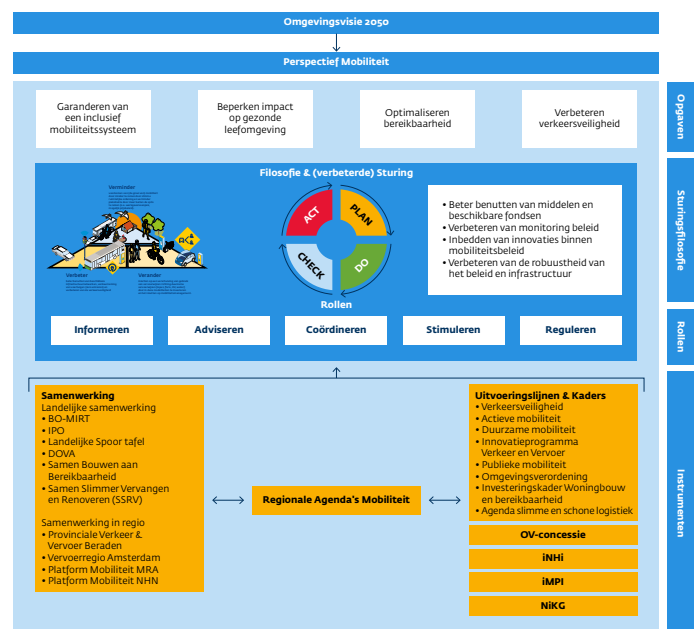 Omgevingsvisie 2050
Perspectief Mobiliteit
Garanderen van
een inclusief
mobiliteitssysteem
Beperken impact
op gezonde
leefomgeving
Optimaliseren
bereikbaarheid
Verbeteren
verkeersveiligheid
Opgaven
Filosofie & (verbeterde) Sturing
Verminder
Verbeter
Verander
ACT
PLAN
CHECK
DO
• Beter benutten van middelen en
beschikbare fondsen
• Verbeteren van monitoring beleid
• Inbedden van innovaties binnen
mobiliteitsbeleid
• Verbeteren van de robuustheid van
het beleid en infrastructuur
Sturingsfilosofie
Rollen
Informeren
Adviseren
Coördineren
Stimuleren
Reguleren
Rollen
Samenwerking
Landelijke samenwerking
• BO-MIRT
• IPO
• Landelijke Spoor tafel
• DOVA
• Samen Bouwen aan
Bereikbaarheid
• Samen Slimmer Vervangen
en Renoveren (SSRV)
Samenwerking in regio
• Provinciale Verkeer &
Vervoer Beraden
• Vervoerregio Amsterdam
• Platform Mobiliteit MRA
• Platform Mobiliteit NHN
Regionale Agenda's Mobiliteit
Uitvoeringslijnen & Kaders
• Verkeersveiligheid
• Actieve mobiliteit
• Duurzame mobiliteit
• Innovatieprogramma
Verkeer en Vervoer
• Publieke mobiliteit
• Omgevingsverordening
• Investeringskader Woningbouw
en bereikbaarheid
• Agenda slimme en schone logistiek
OV-concessie
iNHi
iMPI
NiKG
Instrumenten